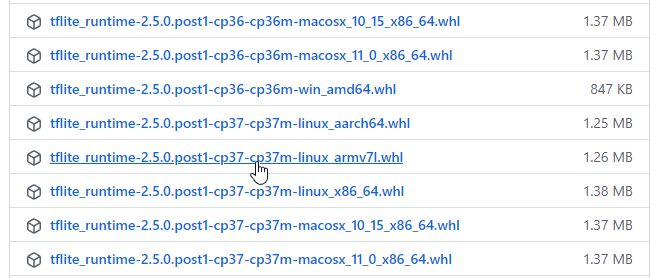 tflite_runtime-2.5.0.post1-cp36-cp36m-macosx_10_15_x86_64.whl 1.37 MB
tflite_runtime-2.5.0.post1-cp36-cp36m-macosx_11_0_x86_64.whl 1.37 MB
tflite_runtime-2.5.0.post1-cp36-cp36m-win_amd64.whl 847 KB
tflite_runtime-2.5.0.post1-cp37-cp37m-linux_aarch64.whl 1.25 MB
tflite_runtime-2.5.0.post1-cp37-cp37m-linux_armv7l.whl 1.26 MB
tflite_runtime-2.5.0.post1-cp37-cp37m-linux_x86_64.whl 1.38 MB
tflite_runtime-2.5.0.post1-cp37-cp37m-macosx_10_15_x86_64.whl 1.37 MB
tflite_runtime-2.5.0.post1-cp37-cp37m-macosx_11_0_x86_64.whl 1.37 MB